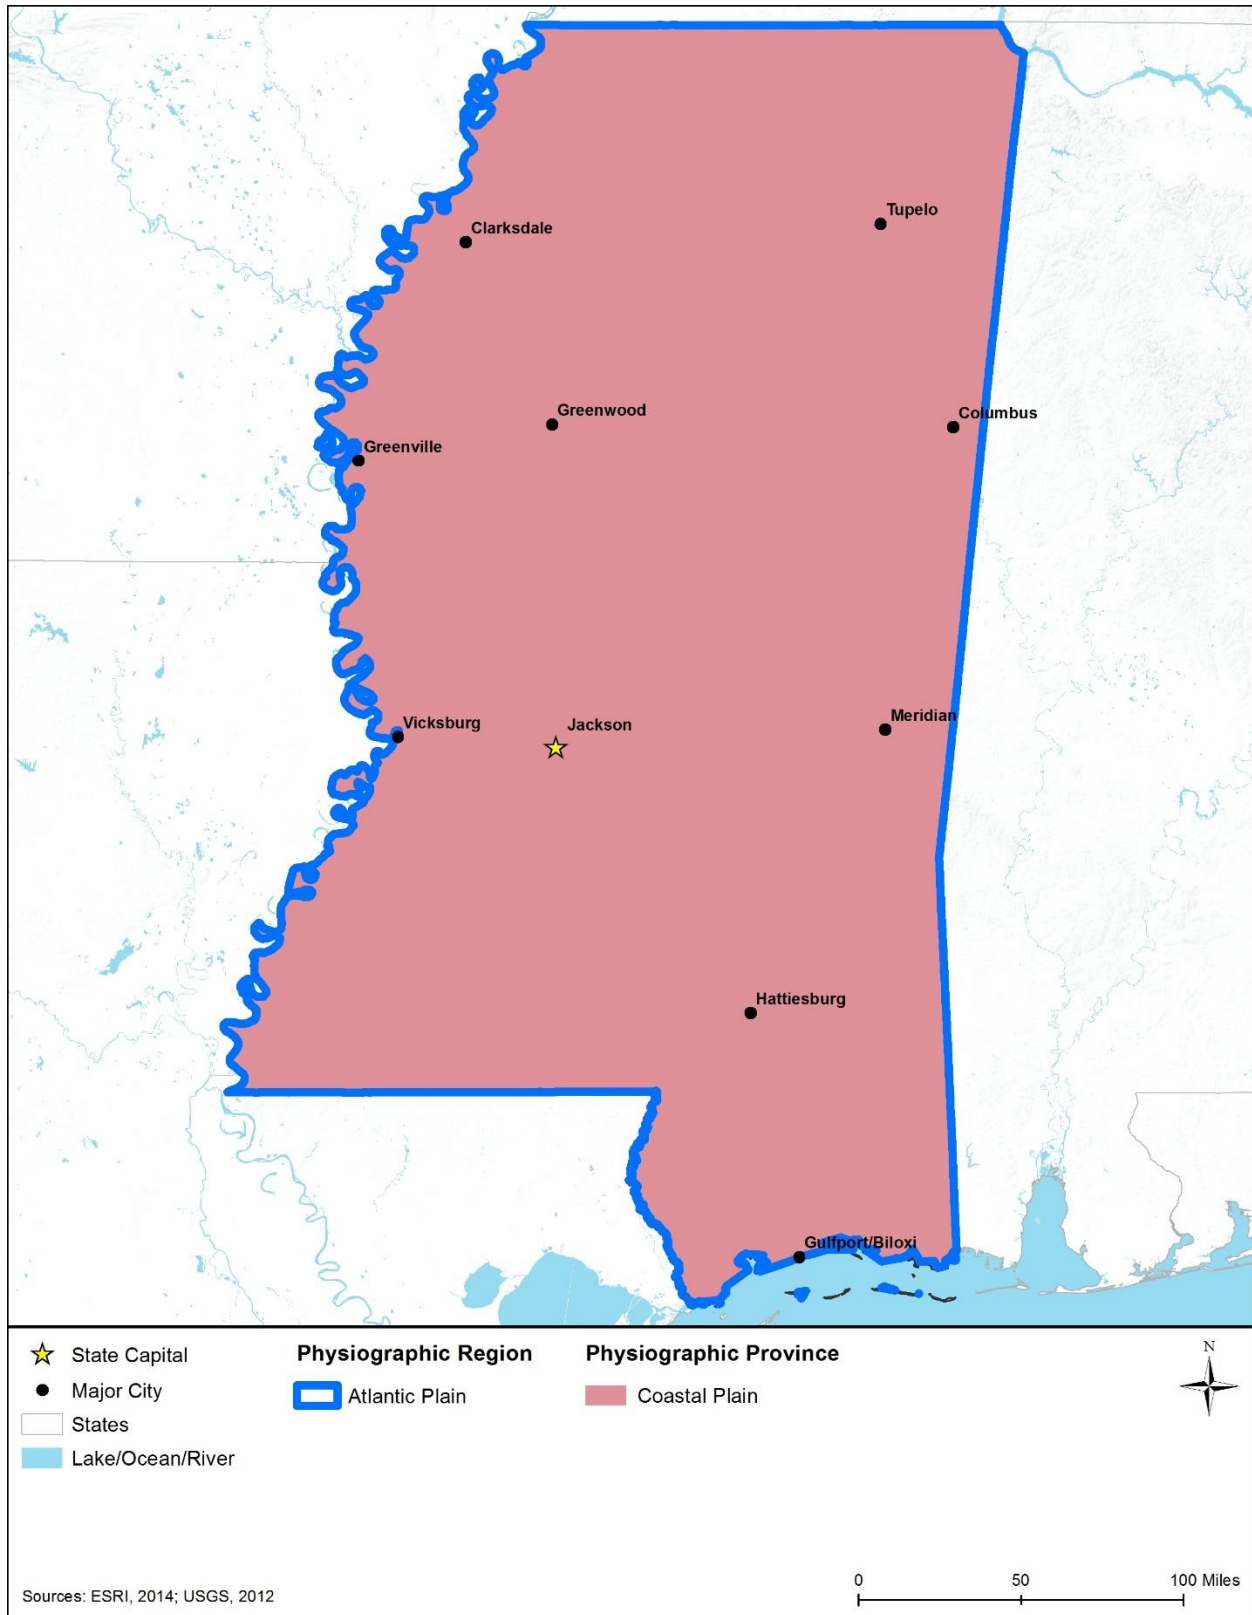 Tupelo
Clarksdale
Greenwood
Columbus
Greenville
Vicksburg
Jackson
Meridian
Hattiesburg
Gulfport/Biloxi
State Capital
Major City
States
Lake/Ocean/River
Physiographic Region
Atlantic Plain
Physiographic Province
Coastal Plain
N
Sources: ESRI, 2014; USGS, 2012
0 50 100 Miles